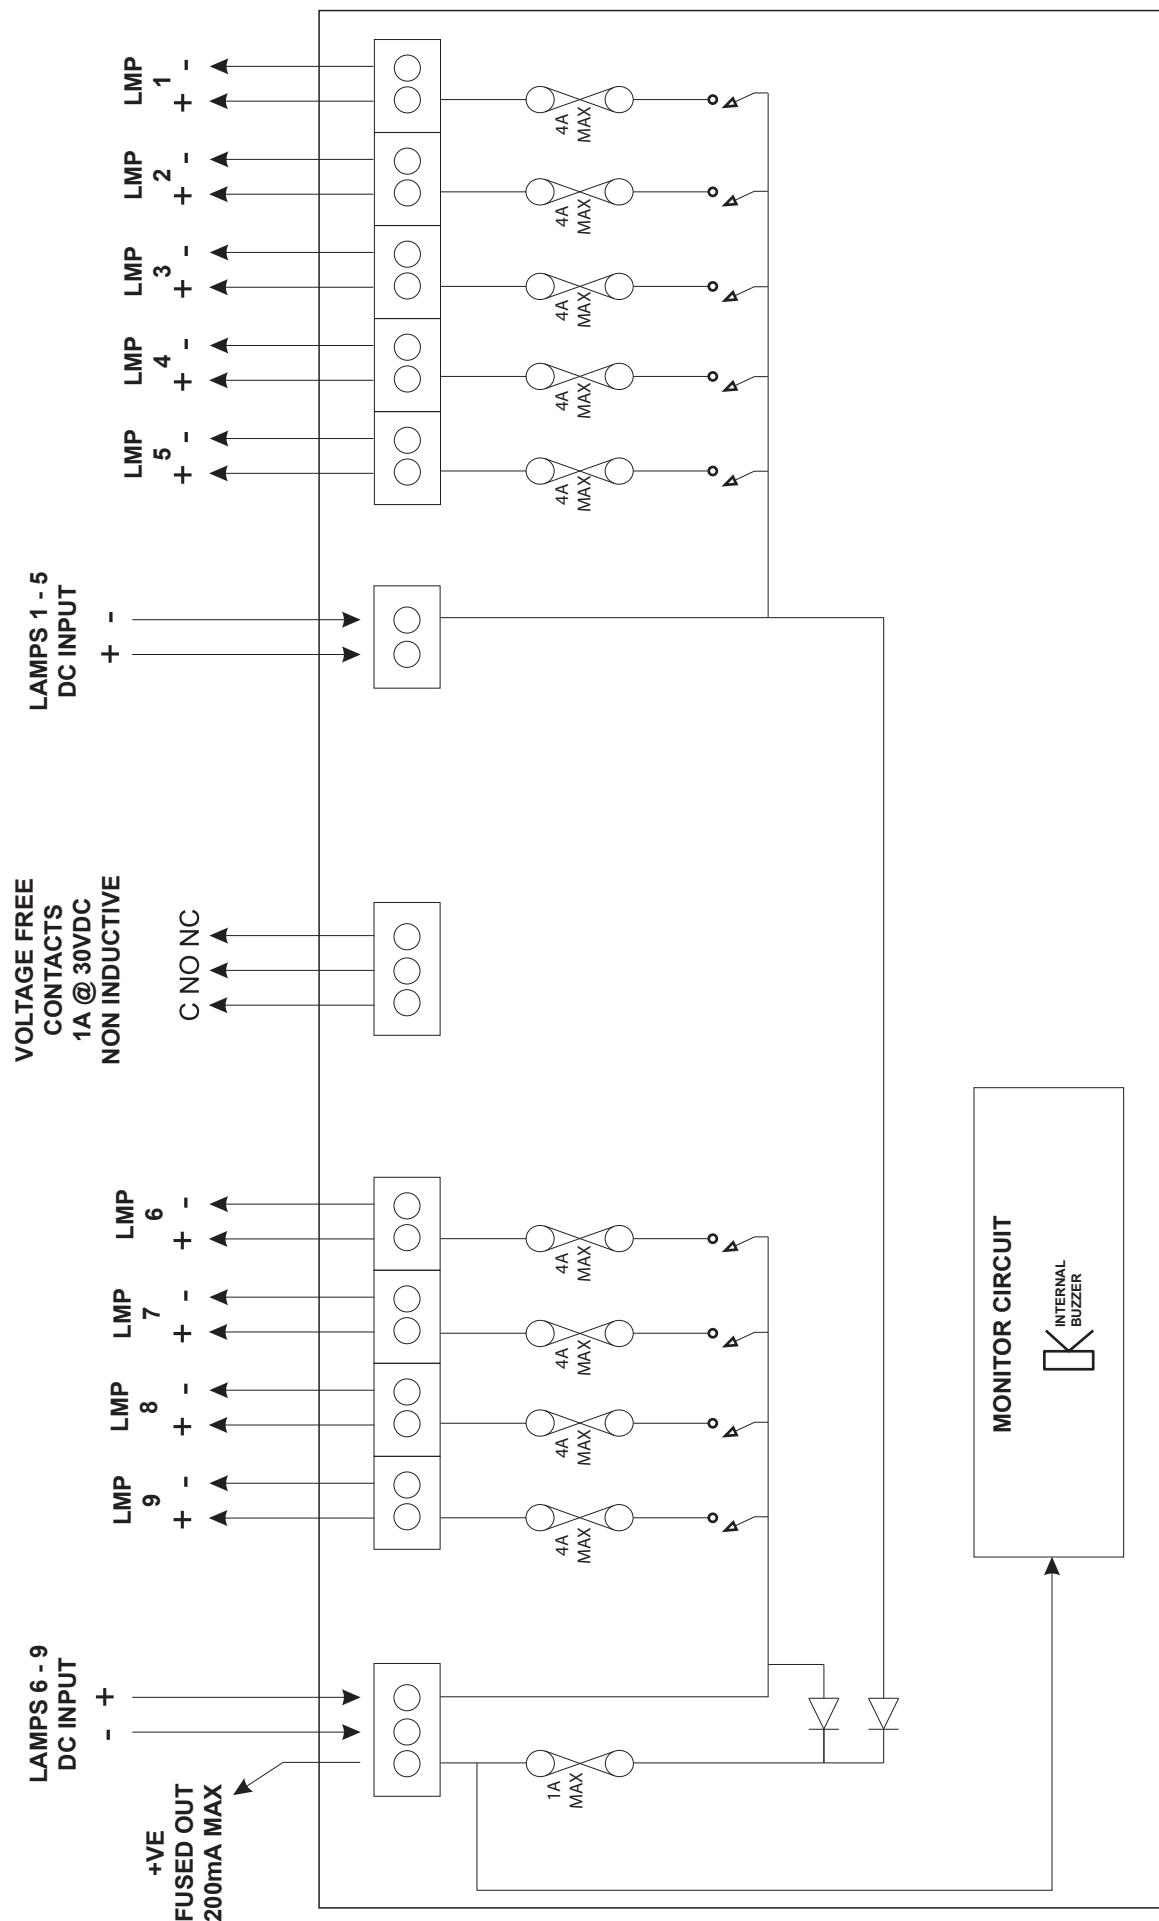 +VE
FUSED OUT
200mA MAX
LAMPS 6 - 9
DC INPUT
- +
LMP
9
+ -
LMP
8
+ -
LMP
7
+ -
LMP
6
+ -
VOLTAGE FREE
CONTACTS
1A @ 30VDC
NON INDUCTIVE
C NO NC
LAMPS 1 - 5
DC INPUT
+ -
LMP
5
+ -
LMP
4
+ -
LMP
3
+ -
LMP
2
+ -
LMP
1
+ -
1A
MAX
4A
MAX
4A
MAX
4A
MAX
4A
MAX
4A
MAX
4A
MAX
4A
MAX
4A
MAX
4A
MAX
MONITOR CIRCUIT
INTERNAL
BUZZER